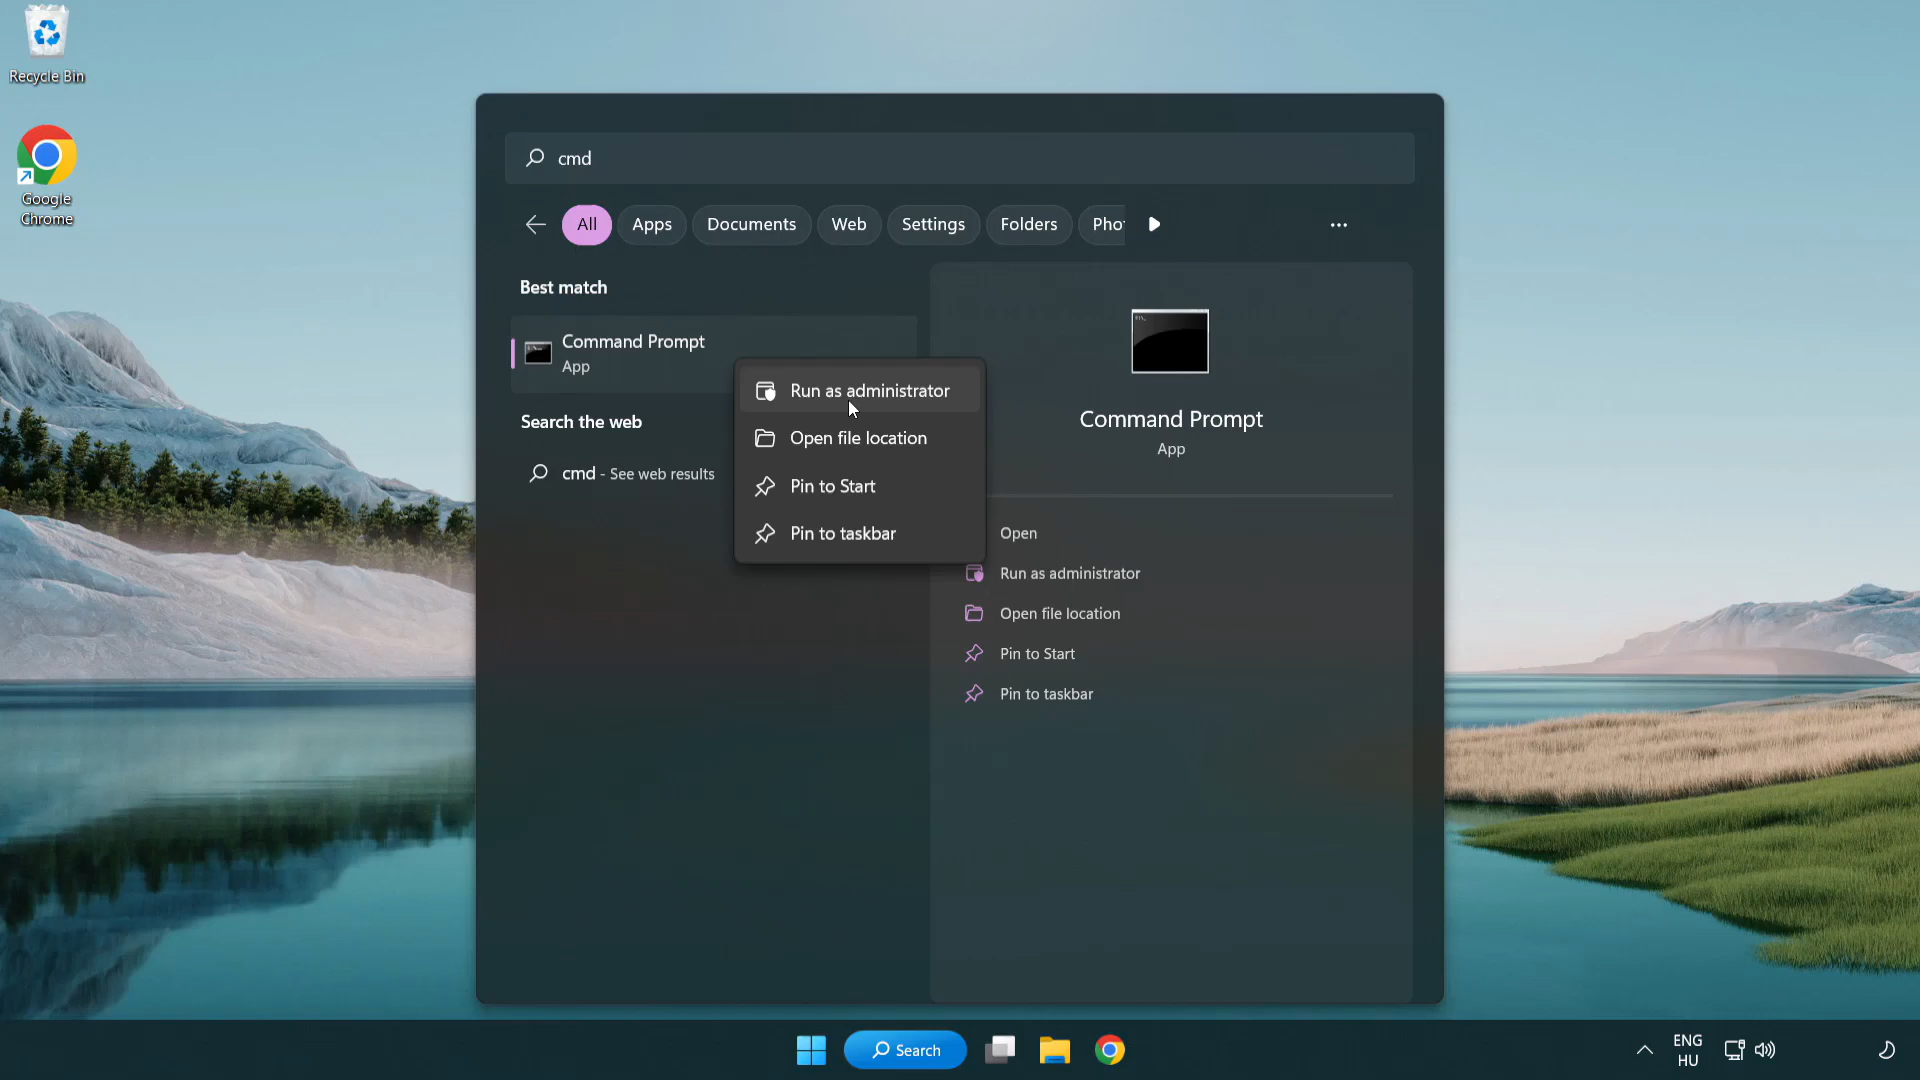 Recycle Bin
Google
Chrome
cmd
All
Apps
Documents
Web
Settings
Folders
Pho
Best match
Command Prompt
App
Search the web
cmd - See web results
Run as administrator
Open file location
Pin to Start
Pin to taskbar
Command Prompt
App
Open
Run as administrator
Open file location
Pin to Start
Pin to taskbar
Search
ENG
HU